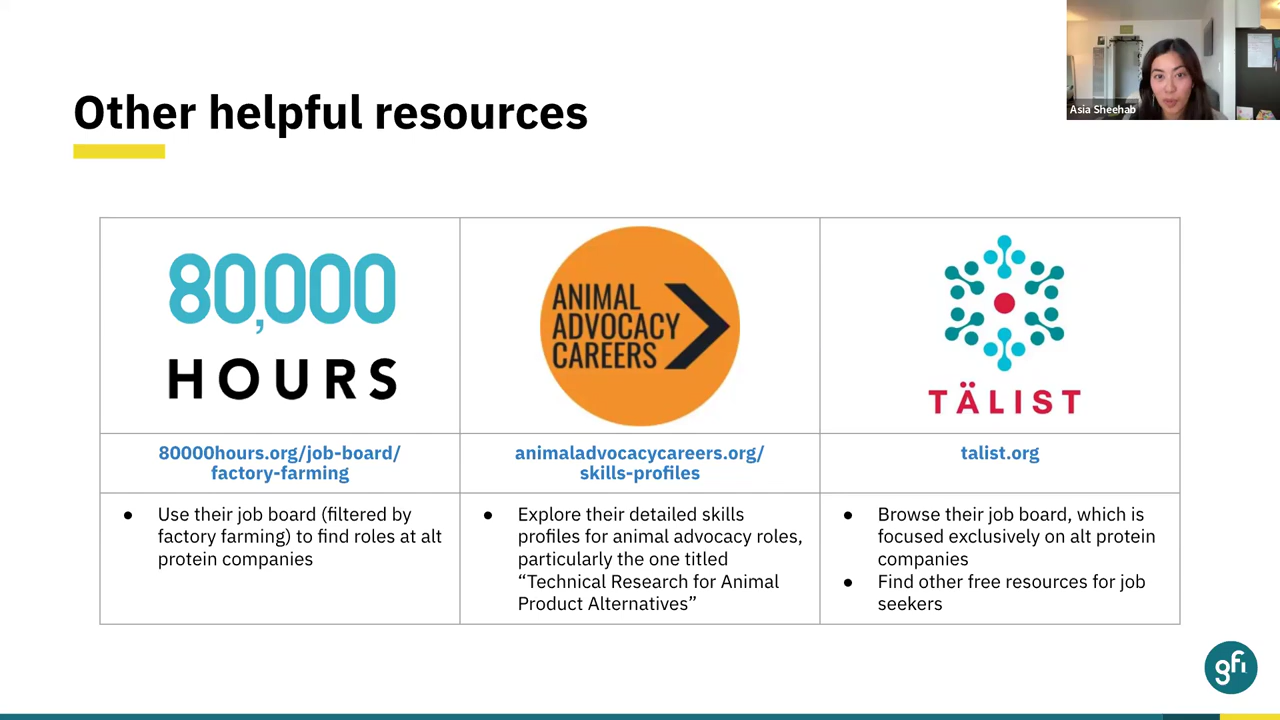 Asia Sheehab
Other helpful resources
80,000
HOURS
ANIMAL
ADVOCACY
CAREERS
TÄLIST
80000hours.org/job-board/
factory-farming
animaladvocacycareers.org/
skills-profiles
talist.org
● Use their job board (filtered by
factory farming) to find roles at alt
protein companies
● Explore their detailed skills
profiles for animal advocacy roles,
particularly the one titled
“Technical Research for Animal
Product Alternatives”
● Browse their job board, which is
focused exclusively on alt protein
companies
● Find other free resources for job
seekers
gfi